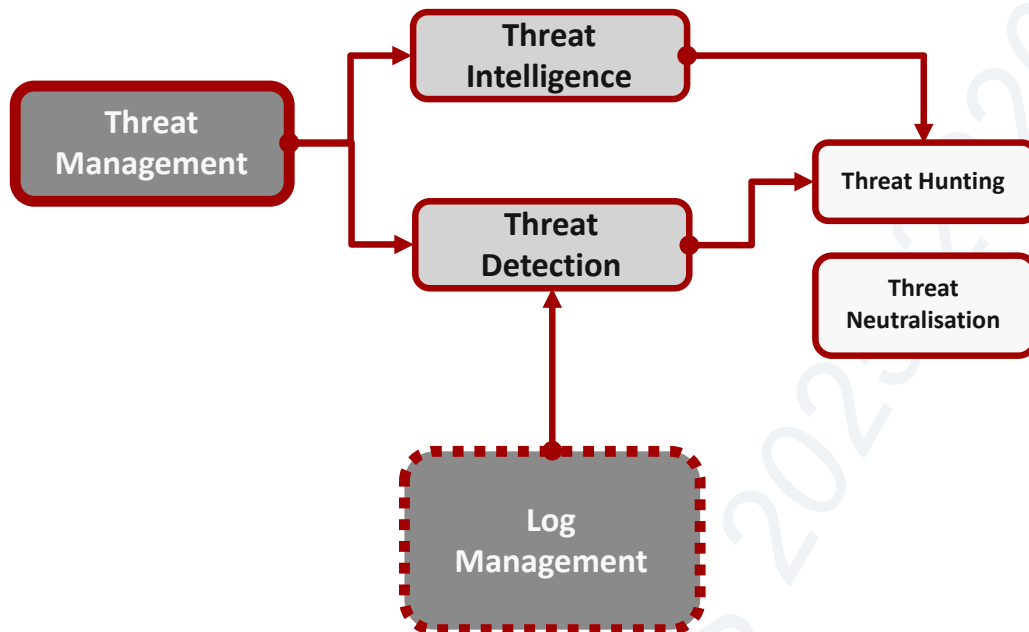 Threat
Intelligence
Threat
Management
Threat Hunting
Threat
Detection
Threat
Neutralisation
Log
Management